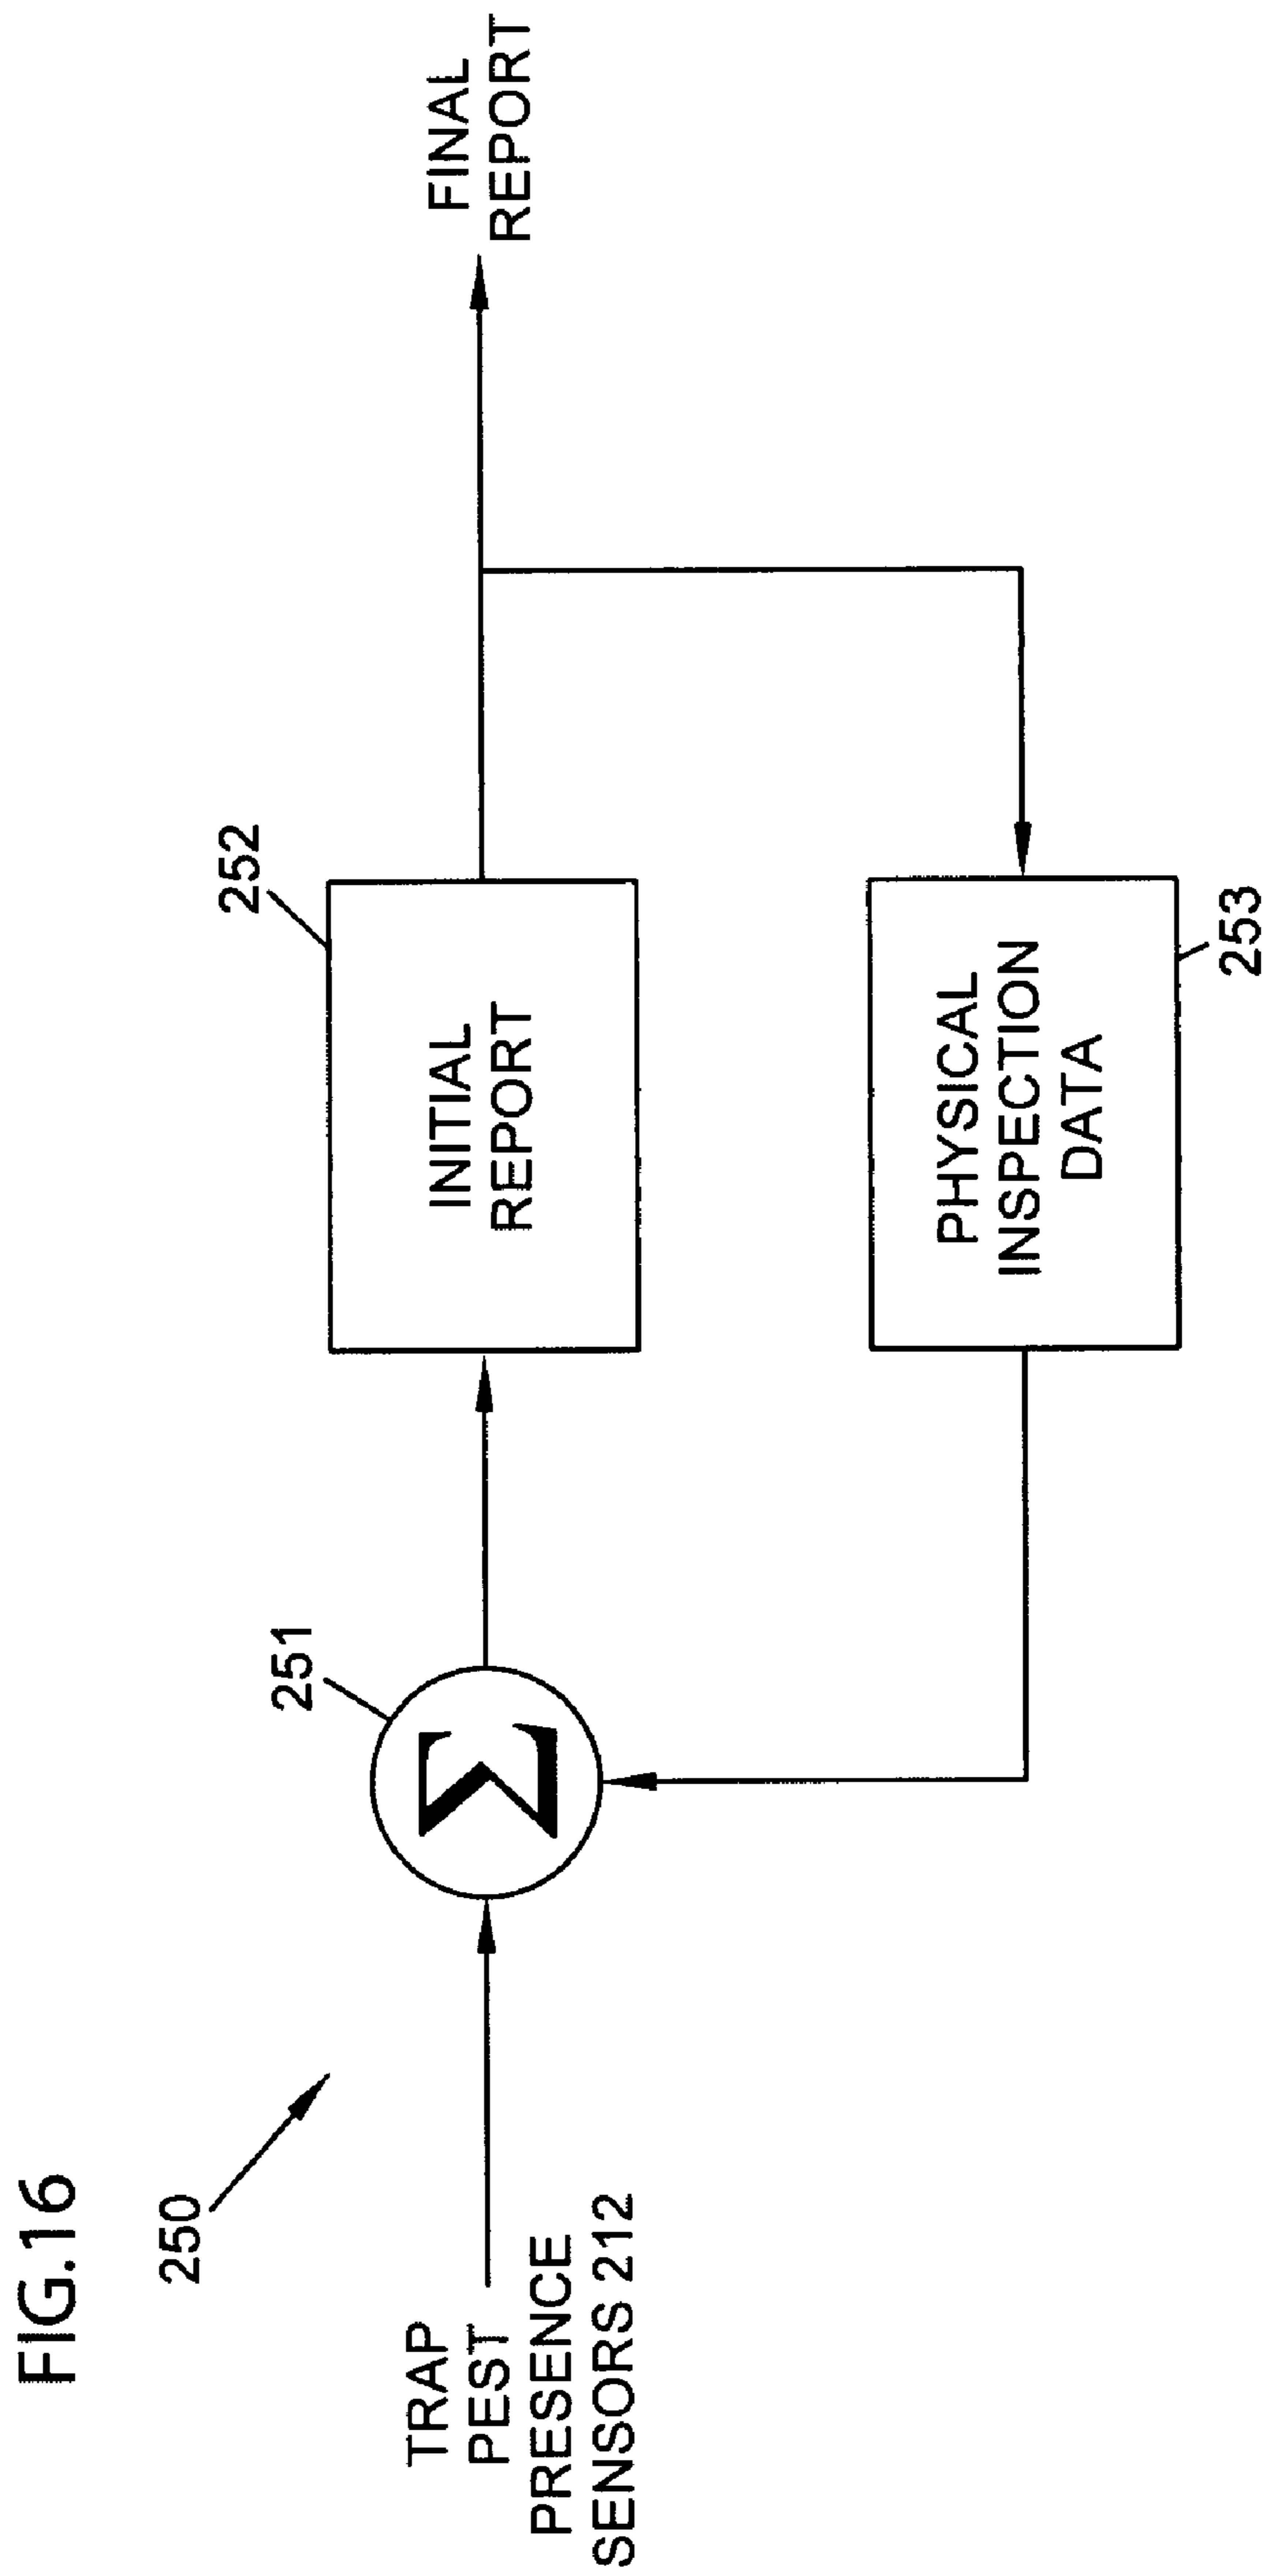 FIG.16
250
TRAP
PEST
PRESENCE
SENSORS 212
251
Σ
252
INITIAL
REPORT
FINAL
REPORT
PHYSICAL
INSPECTION
DATA
253